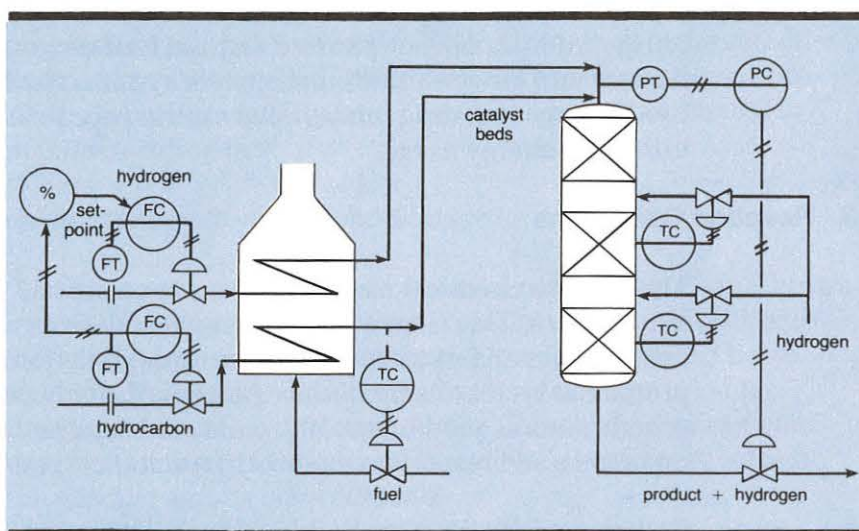 PT
PC
catalyst
beds
hydrogen
%
set-
point
FC
FT
TC
FC
FT
TC
hydrogen
TC
hydrocarbon
fuel
product + hydrogen